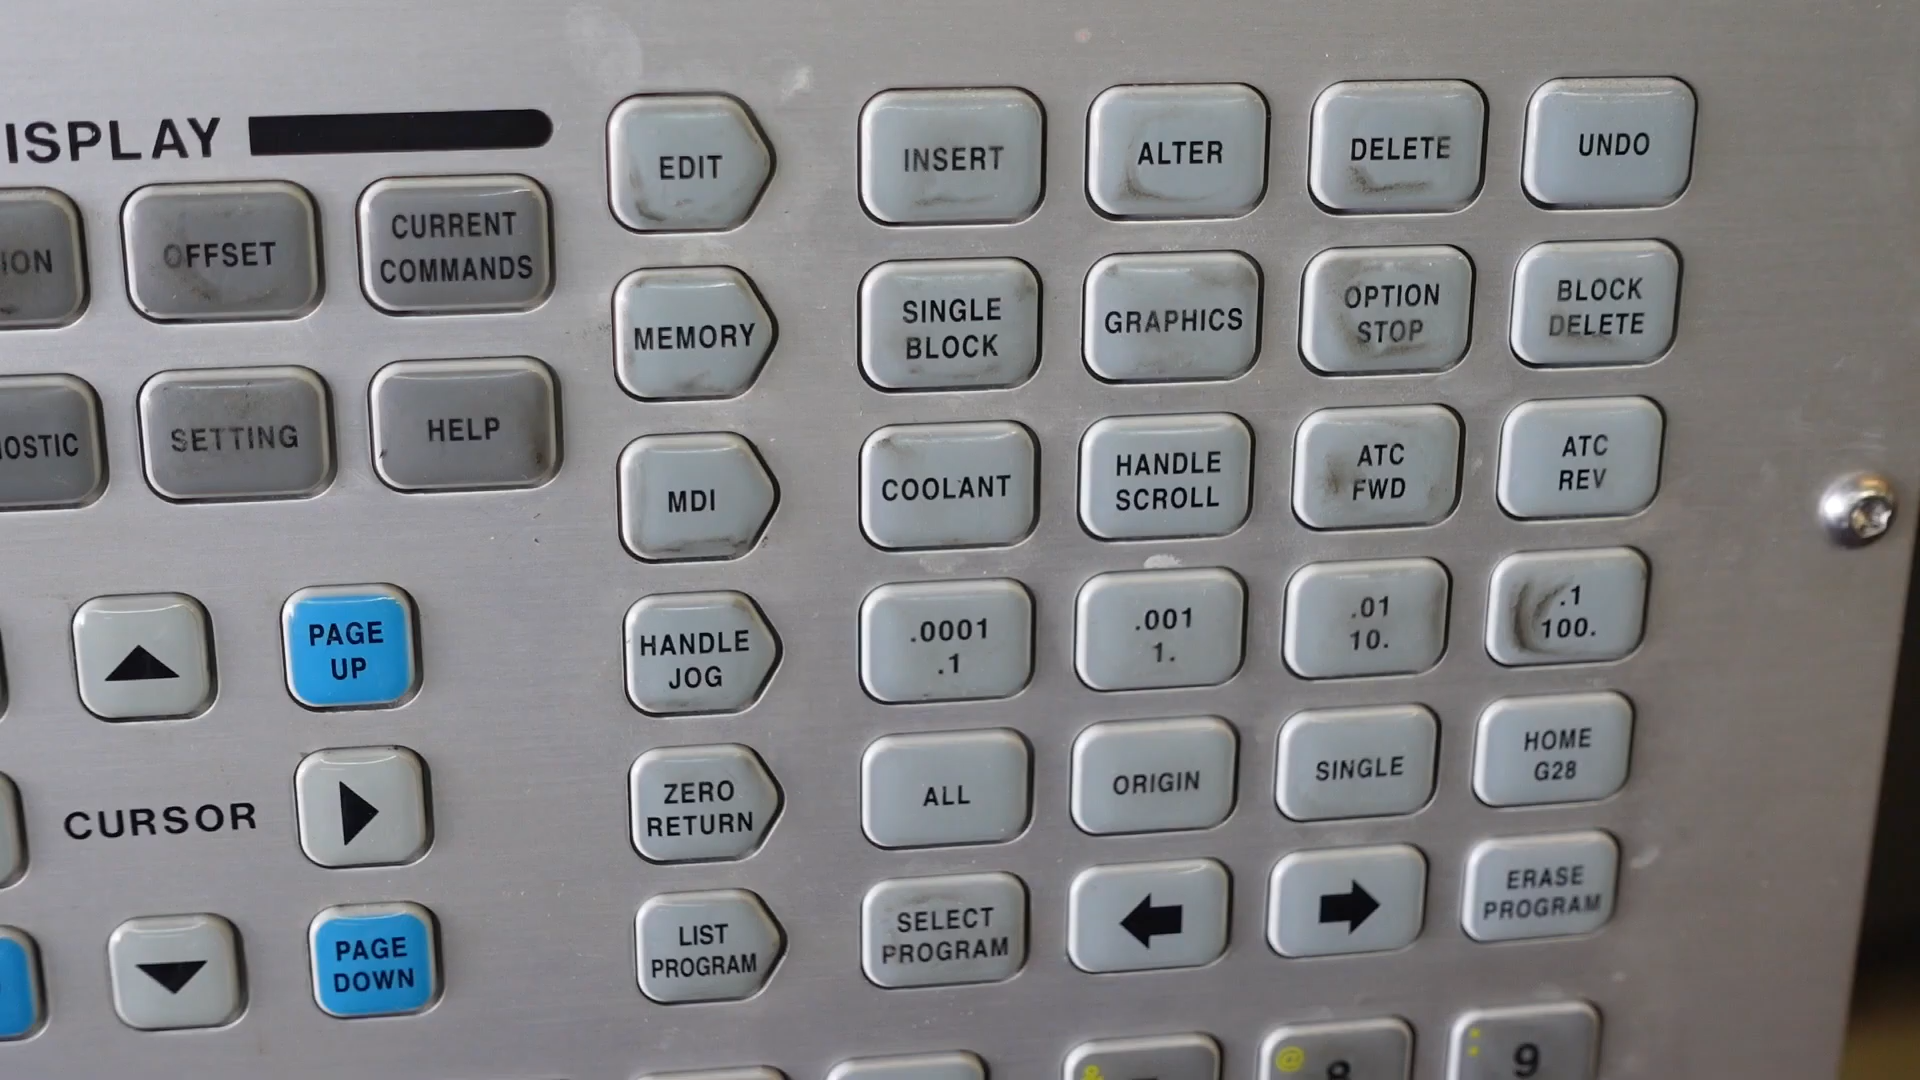 ISPLAY
EDIT
INSERT
ALTER
DELETE
UNDO
ION
OFFSET
CURRENT
COMMANDS
MEMORY
SINGLE
BLOCK
GRAPHICS
OPTION
STOP
BLOCK
DELETE
OSTIC
SETTING
HELP
MDI
COOLANT
HANDLE
SCROLL
ATC
FWD
ATC
REV
PAGE
UP
HANDLE
JOG
.0001
.1
.001
1.
.01
10.
.1
100.
CURSOR
ZERO
RETURN
ALL
ORIGIN
SINGLE
HOME
G28
PAGE
DOWN
LIST
PROGRAM
SELECT
PROGRAM
ERASE
PROGRAM
@
8
9